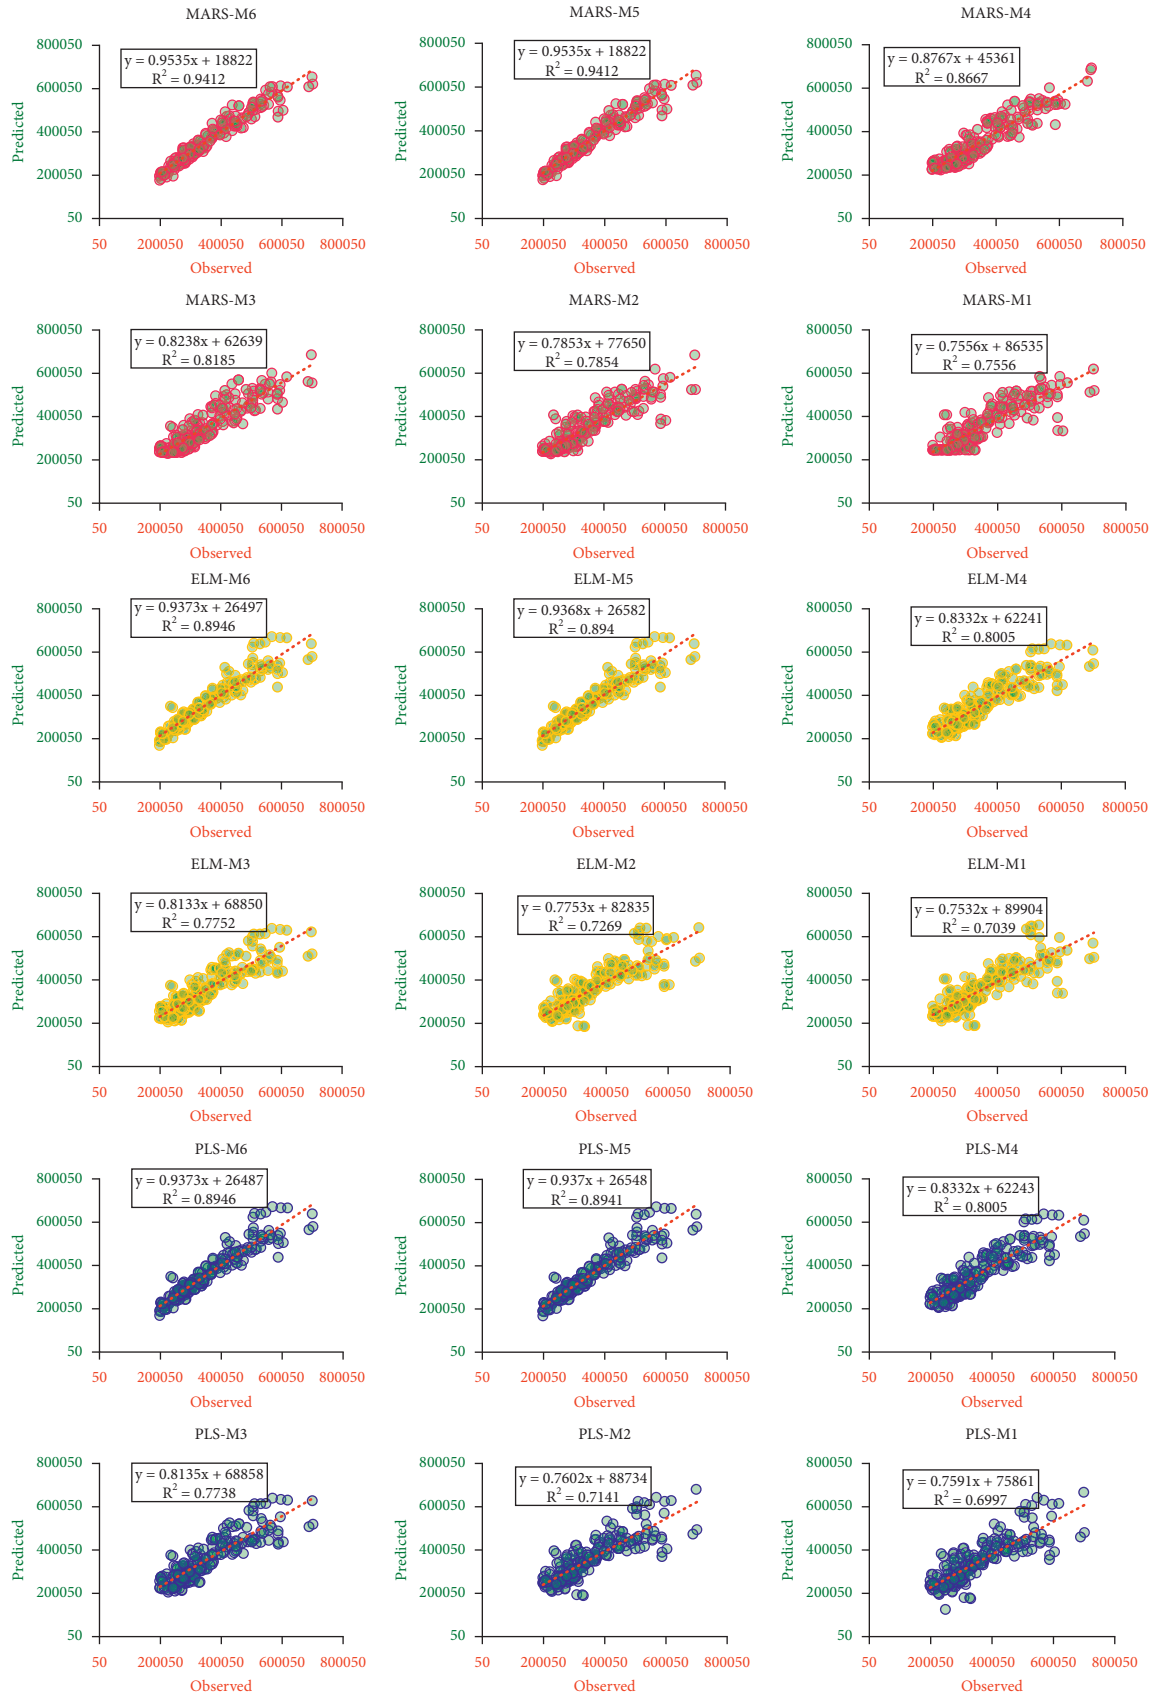 MARS-M6
MARS-M5
MARS-M4
800050
600050
400050
200050
50
Predicted
y = 0.9535x + 18822
R² = 0.9412
50 200050 400050 600050 800050
Observed
800050
600050
400050
200050
50
Predicted
y = 0.9535x + 18822
R² = 0.9412
50 200050 400050 600050 800050
Observed
800050
600050
400050
200050
50
Predicted
y = 0.8767x + 45361
R² = 0.8667
50 200050 400050 600050 800050
Observed
MARS-M3
MARS-M2
MARS-M1
800050
600050
400050
200050
50
Predicted
y = 0.8238x + 62639
R² = 0.8185
50 200050 400050 600050 800050
Observed
800050
600050
400050
200050
50
Predicted
y = 0.7853x + 77650
R² = 0.7854
50 200050 400050 600050 800050
Observed
800050
600050
400050
200050
50
Predicted
y = 0.7556x + 86535
R² = 0.7556
50 200050 400050 600050 800050
Observed
ELM-M6
ELM-M5
ELM-M4
800050
600050
400050
200050
50
Predicted
y = 0.9373x + 26497
R² = 0.8946
50 200050 400050 600050 800050
Observed
800050
600050
400050
200050
50
Predicted
y = 0.9368x + 26582
R² = 0.894
50 200050 400050 600050 800050
Observed
800050
600050
400050
200050
50
Predicted
y = 0.8332x + 62241
R² = 0.8005
50 200050 400050 600050 800050
Observed
ELM-M3
ELM-M2
ELM-M1
800050
600050
400050
200050
50
Predicted
y = 0.8133x + 68850
R² = 0.7752
50 200050 400050 600050 800050
Observed
800050
600050
400050
200050
50
Predicted
y = 0.7753x + 82835
R² = 0.7269
50 200050 400050 600050 800050
Observed
800050
600050
400050
200050
50
Predicted
y = 0.7532x + 89904
R² = 0.7039
50 200050 400050 600050 800050
Observed
PLS-M6
PLS-M5
PLS-M4
800050
600050
400050
200050
50
Predicted
y = 0.9373x + 26487
R² = 0.8946
50 200050 400050 600050 800050
Observed
800050
600050
400050
200050
50
Predicted
y = 0.937x + 26548
R² = 0.8941
50 200050 400050 600050 800050
Observed
800050
600050
400050
200050
50
Predicted
y = 0.8332x + 62243
R² = 0.8005
50 200050 400050 600050 800050
Observed
PLS-M3
PLS-M2
PLS-M1
800050
600050
400050
200050
50
Predicted
y = 0.8135x + 68858
R² = 0.7738
50 200050 400050 600050 800050
Observed
800050
600050
400050
200050
50
Predicted
y = 0.7602x + 88734
R² = 0.7141
50 200050 400050 600050 800050
Observed
800050
600050
400050
200050
50
Predicted
y = 0.7591x + 75861
R² = 0.6997
50 200050 400050 600050 800050
Observed